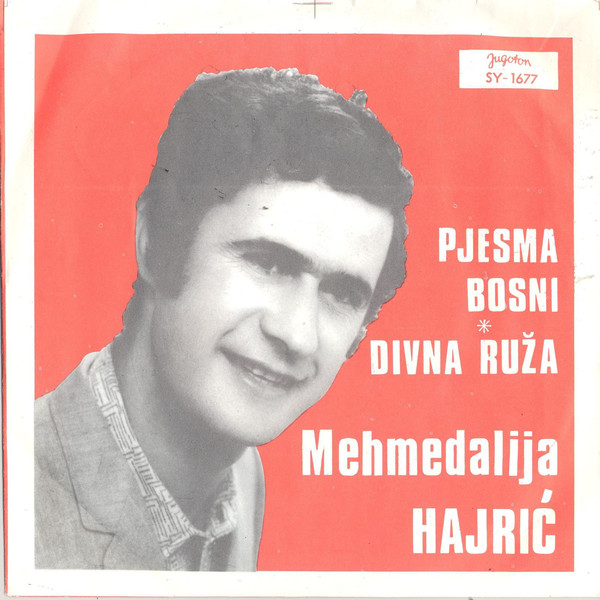 Jugoton
SY-1677
PJESMA
BOSNI
*
DIVNA RUŽA
Mehmedalija
HAJRIĆ